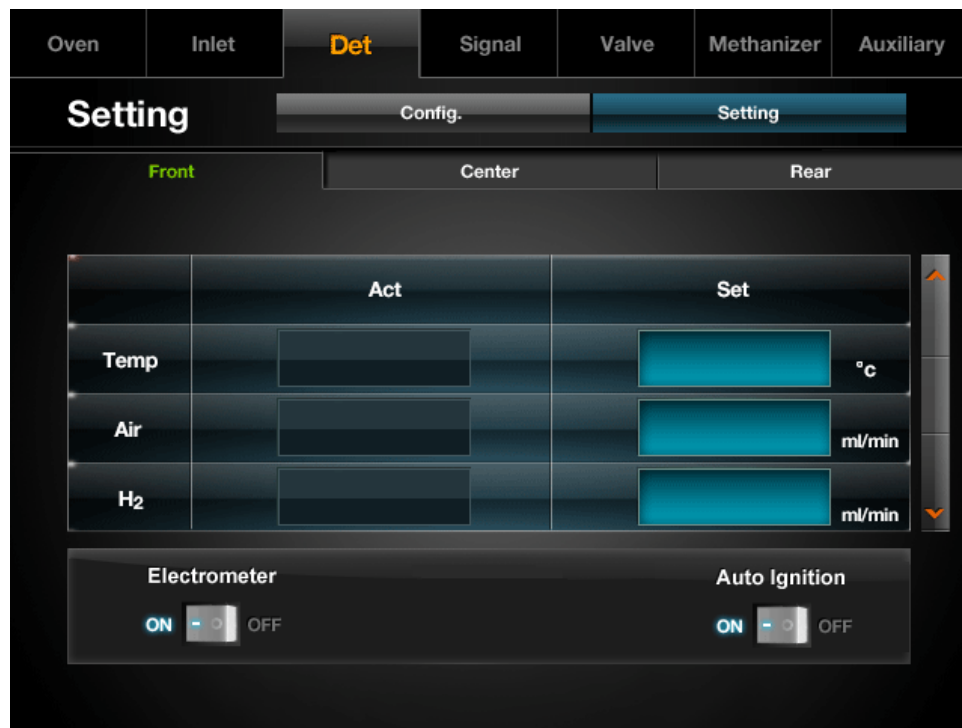 Oven Inlet Det Signal Valve Methanizer Auxiliary
Setting Config. Setting
Front Center Rear
Act Set
Temp °c
Air ml/min
H2 ml/min
Electrometer Auto Ignition
ON OFF ON OFF